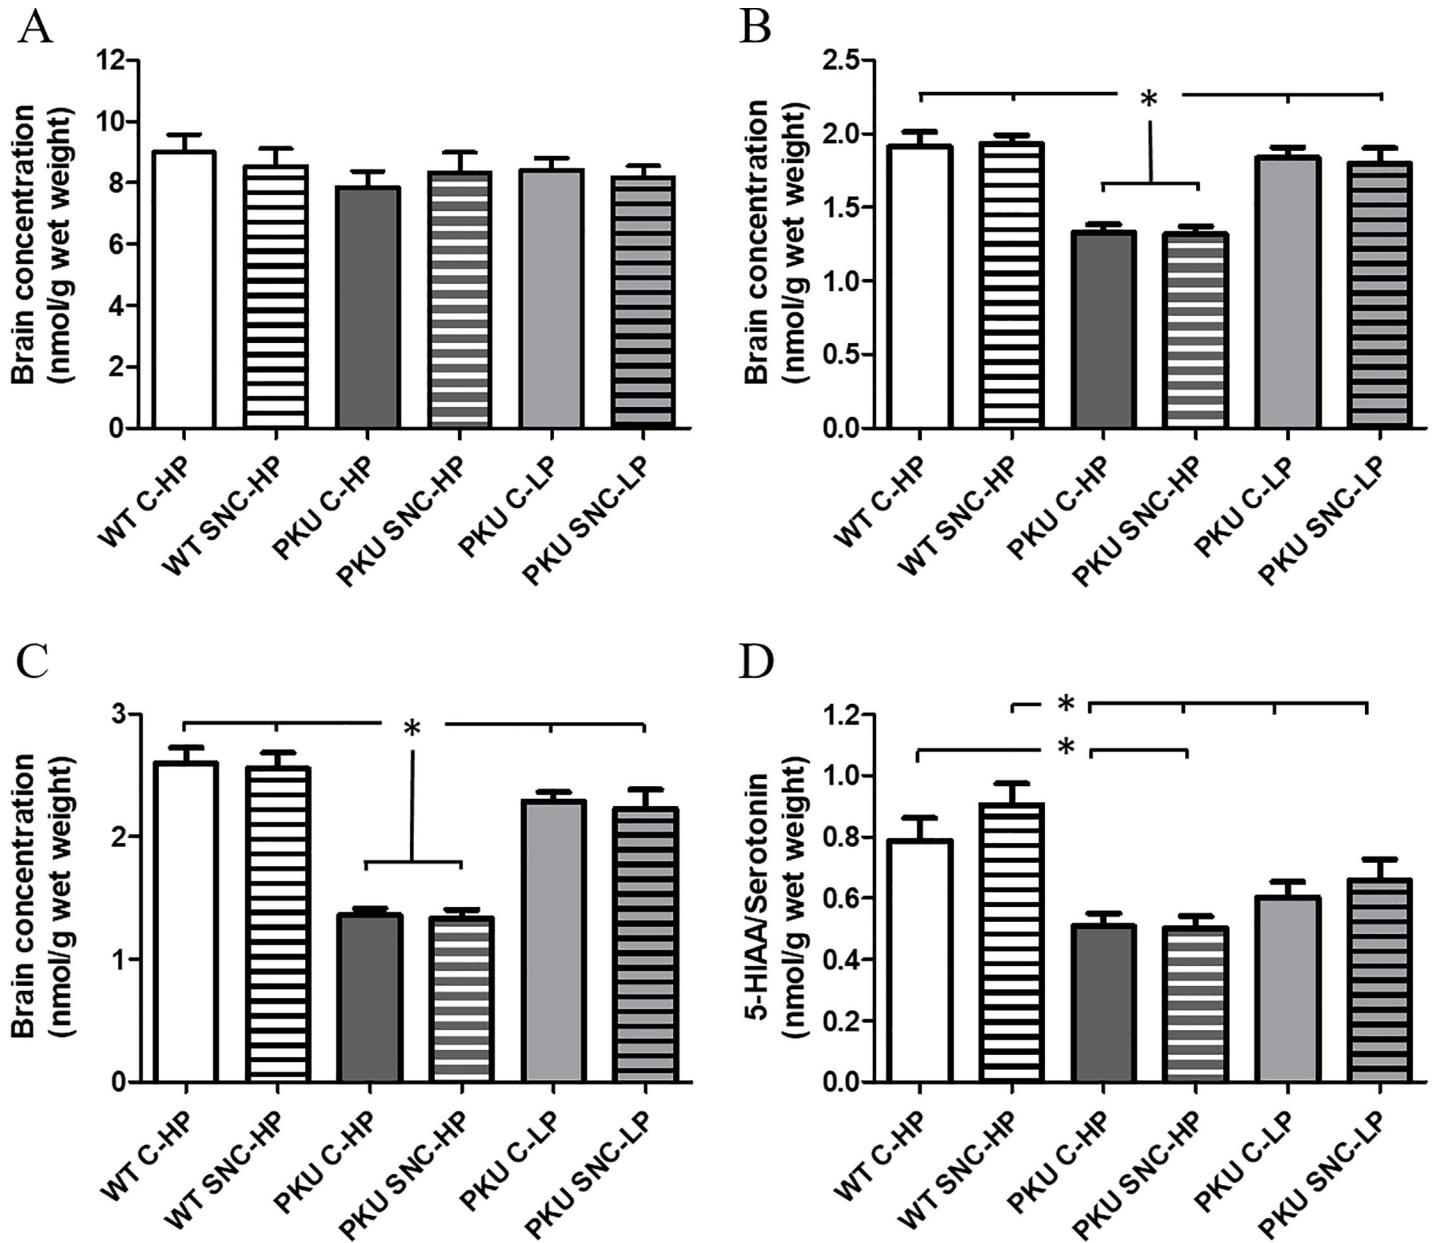 A
Brain concentration
(nmol/g wet weight)
12
10
8
6
4
2
0
WT C-HP
WT SNC-HP
PKU C-HP
PKU SNC-HP
PKU C-LP
PKU SNC-LP
B
Brain concentration
(nmol/g wet weight)
2.5
2.0
1.5
1.0
0.5
0.0
*
WT C-HP
WT SNC-HP
PKU C-HP
PKU SNC-HP
PKU C-LP
PKU SNC-LP
C
Brain concentration
(nmol/g wet weight)
3
2
1
0
*
WT C-HP
WT SNC-HP
PKU C-HP
PKU SNC-HP
PKU C-LP
PKU SNC-LP
D
5-HIAA/Serotonin
(nmol/g wet weight)
1.2
1.0
0.8
0.6
0.4
0.2
0.0
*
*
WT C-HP
WT SNC-HP
PKU C-HP
PKU SNC-HP
PKU C-LP
PKU SNC-LP